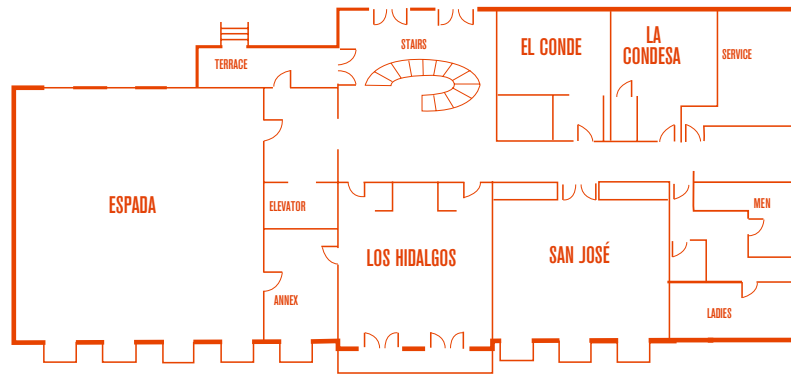 STAIRS
EL CONDE
LA
CONDESA
SERVICE
TERRACE
ESPADA
ELEVATOR
MEN
LOS HIDALGOS
SAN JOSÉ
ANNEX
LADIES